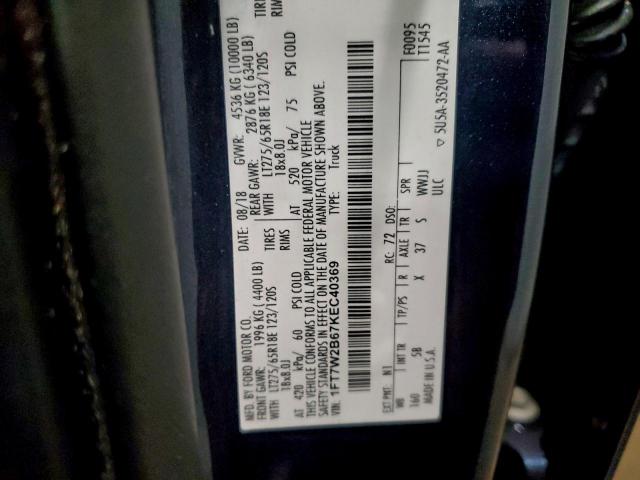 MFD. BY FORD MOTOR CO.
DATE: 08/18 GVWR: 4536 KG (10000 LB)
FRONT GAWR: 1996 KG (4400 LB) REAR GAWR: 2876 KG (6340 LB)
WITH LT275/65R18E 123/120S TIRES WITH LT275/65R18E 123/120S TIRES
18x8.0J RIMS 18x8.0J RIMS
AT 420 kPa/ 60 PSI COLD AT 520 kPa/ 75 PSI COLD
THIS VEHICLE CONFORMS TO ALL APPLICABLE FEDERAL MOTOR VEHICLE
SAFETY STANDARDS IN EFFECT ON THE DATE OF MANUFACTURE SHOWN ABOVE.
VIN: 1FT7W2B67KEC40369 TYPE: Truck
F0095
T1545
EXT PNT: N1 RC: 72 DSO:
WB INT TR TP/PS R AXLE TR SPR
160 5B X 37 S WWJJ
MADE IN U.S.A. ULC
5U5A-3520472-AA